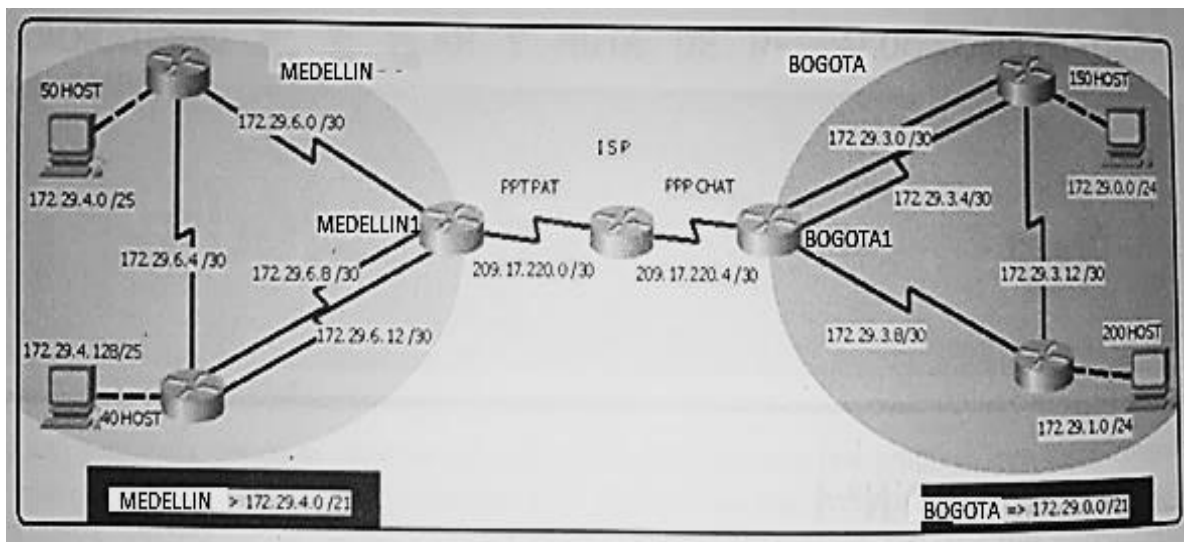 MEDELLIN
BOGOTA
50 HOST
150 HOST
172.29.6.0 /30
172.29.3.0 /30
ISP
172.29.4.0 /25
PPTPAT
PPP CHAT
172.29.3.4/30
172.29.0.0 /24
MEDELLIN1
BOGOTA1
172.29.6.4 /30
172.29.6.8 /30
209.17.220.0 /30
209.17.220.4 /30
172.29.3.12 /30
172.29.6.12 /30
172.29.3.8/30
172.29.4.128/25
200 HOST
40 HOST
172.29.1.0 /24
MEDELLIN > 172.29.4.0 /21
BOGOTA => 172.29.0.0 /21